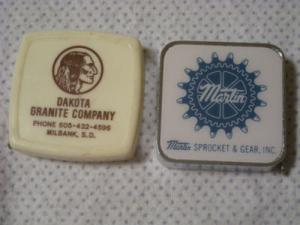 DAKOTA
GRANITE COMPANY
PHONE 605-432-4596
MILBANK, S.D.
Martin
Martin SPROCKET & GEAR, INC.